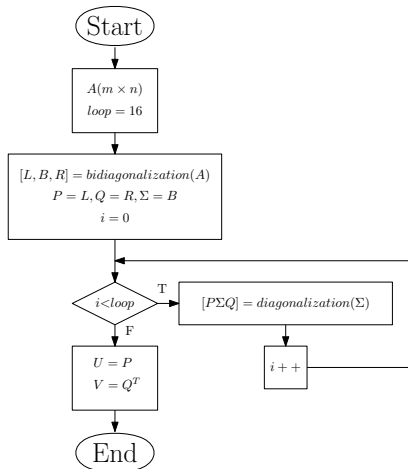 Start
A(m × n)
loop = 16
[L, B, R] = bidiagonalization(A)
P = L, Q = R, Σ = B
i = 0
i<loop
T
[PΣQ] = diagonalization(Σ)
F
i + +
U = P
V = Q^T
End